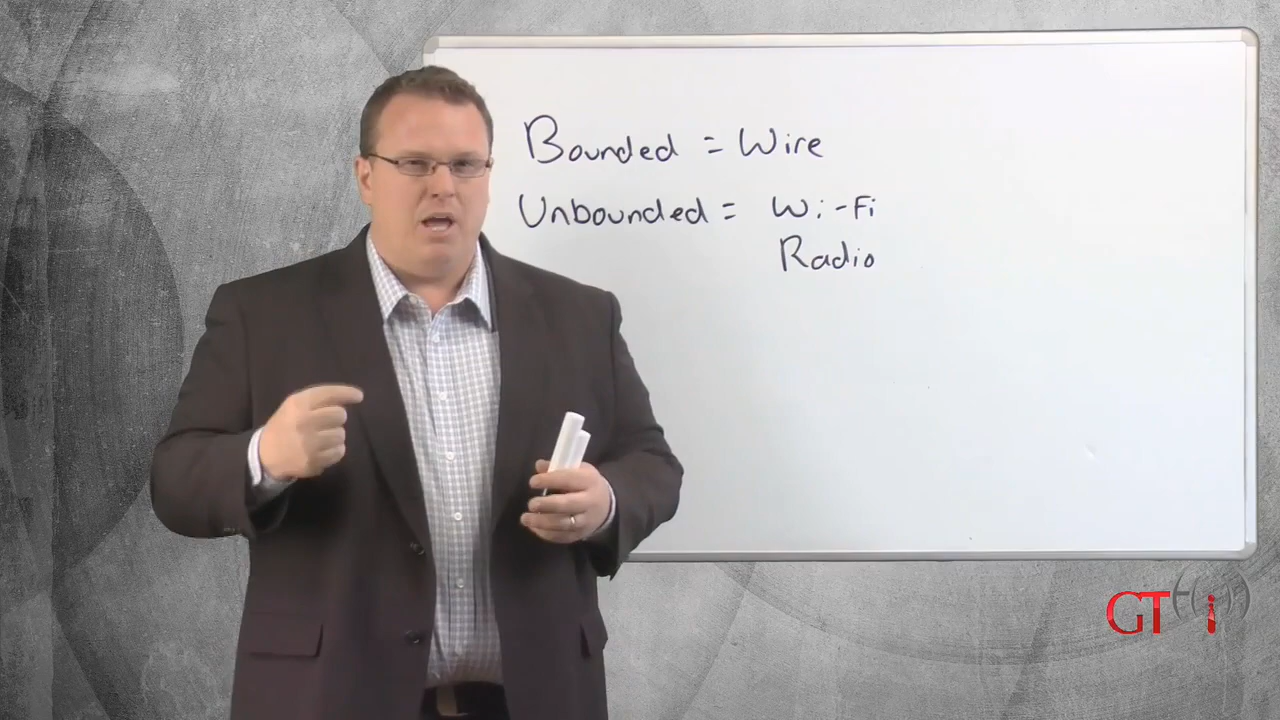 Bounded = Wire
Unbounded = Wi-Fi
Radio
GT i